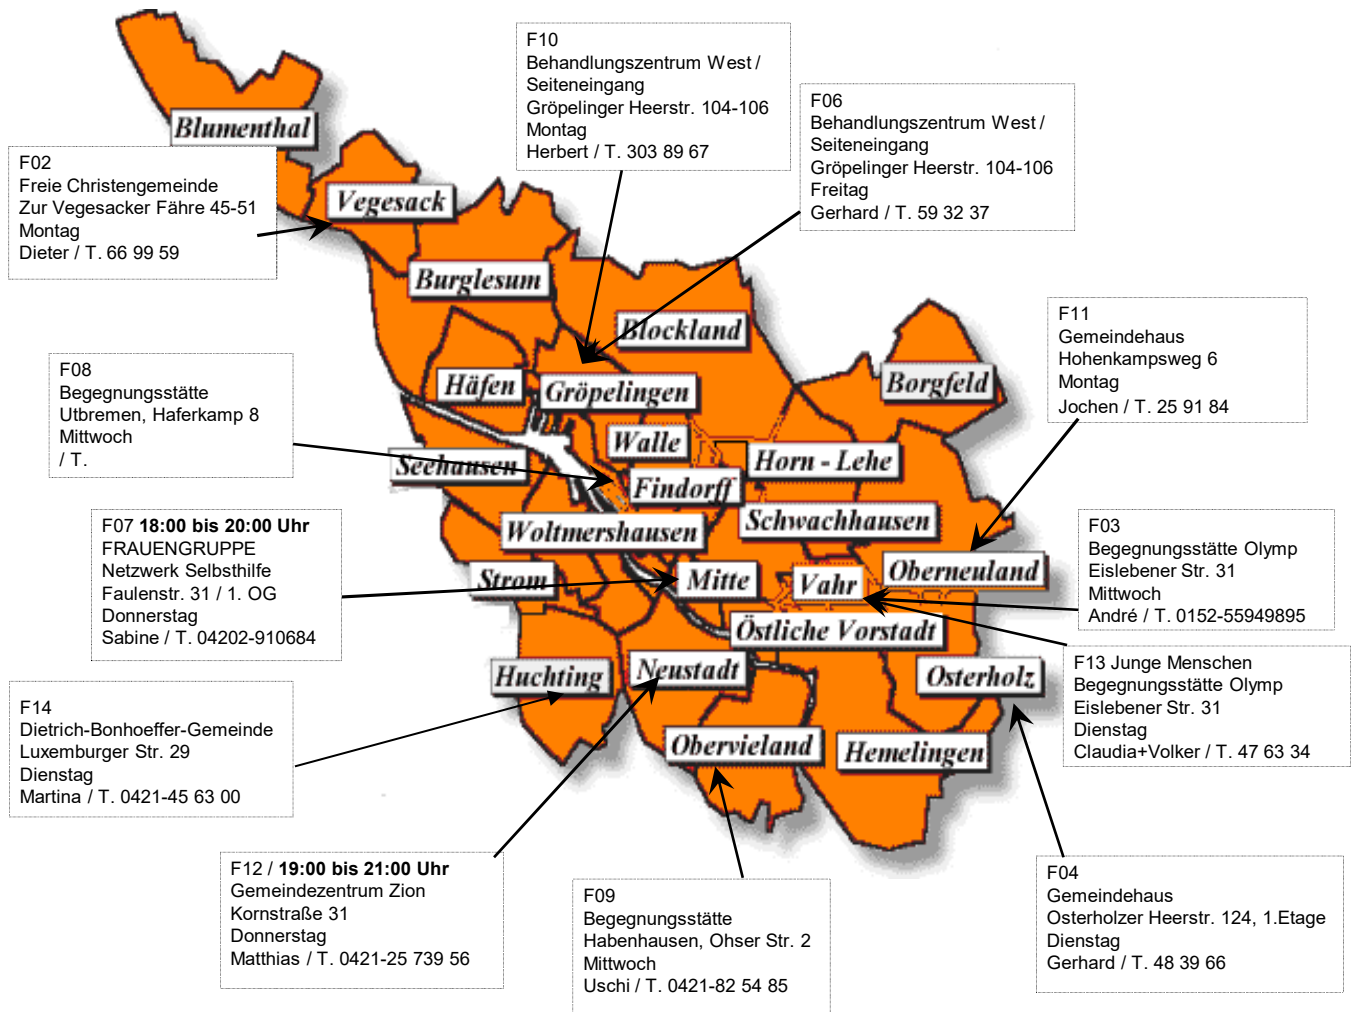 F10
Behandlungszentrum West /
Seiteneingang
Gröpelinger Heerstr. 104-106
Montag
Herbert / T. 303 89 67
F06
Behandlungszentrum West /
Seiteneingang
Gröpelinger Heerstr. 104-106
Freitag
Gerhard / T. 59 32 37
Blumenthal
F02
Freie Christengemeinde
Zur Vegesacker Fähre 45-51
Montag
Dieter / T. 66 99 59
Vegesack
Burglesum
Blockland
F11
Gemeindehaus
Hohenkampsweg 6
Montag
Jochen / T. 25 91 84
F08
Begegnungsstätte
Utbremen, Haferkamp 8
Mittwoch
/ T.
Häfen
Gröpelingen
Borgfeld
Walle
Horn - Lehe
Seehausen
Findorff
Schwachhausen
Woltmershausen
F07 18:00 bis 20:00 Uhr
FRAUENGRUPPE
Netzwerk Selbsthilfe
Faulenstr. 31 / 1. OG
Donnerstag
Sabine / T. 04202-910684
F03
Begegnungsstätte Olymp
Eislebener Str. 31
Mittwoch
André / T. 0152-55949895
Strom
Mitte
Vahr
Oberneuland
Östliche Vorstadt
F13 Junge Menschen
Begegnungsstätte Olymp
Eislebener Str. 31
Dienstag
Claudia+Volker / T. 47 63 34
Huchting
Neustadt
Osterholz
F14
Dietrich-Bonhoeffer-Gemeinde
Luxemburger Str. 29
Dienstag
Martina / T. 0421-45 63 00
Obervieland
Hemelingen
F12 / 19:00 bis 21:00 Uhr
Gemeindezentrum Zion
Kornstraße 31
Donnerstag
Matthias / T. 0421-25 739 56
F09
Begegnungsstätte
Habenhausen, Ohser Str. 2
Mittwoch
Uschi / T. 0421-82 54 85
F04
Gemeindehaus
Osterholzer Heerstr. 124, 1.Etage
Dienstag
Gerhard / T. 48 39 66